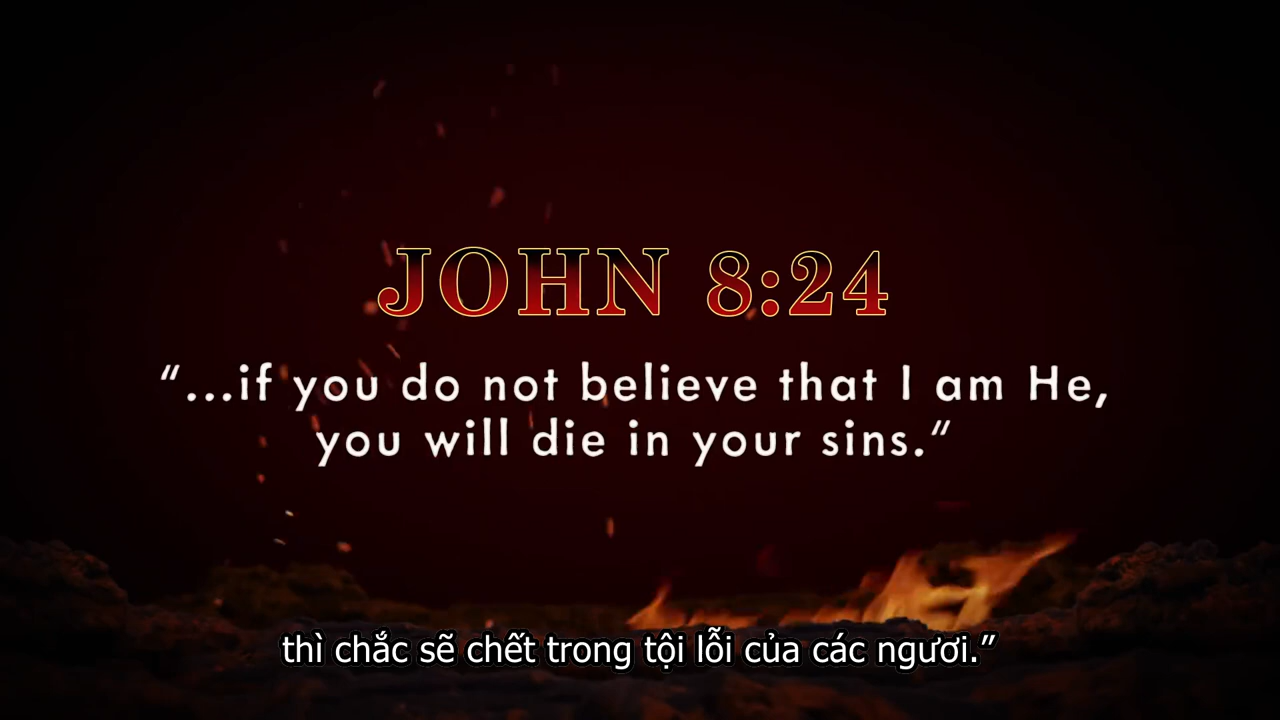 JOHN 8:24
“...if you do not believe that I am He,
you will die in your sins.”
thì chắc sẽ chết trong tội lỗi của các ngươi.”